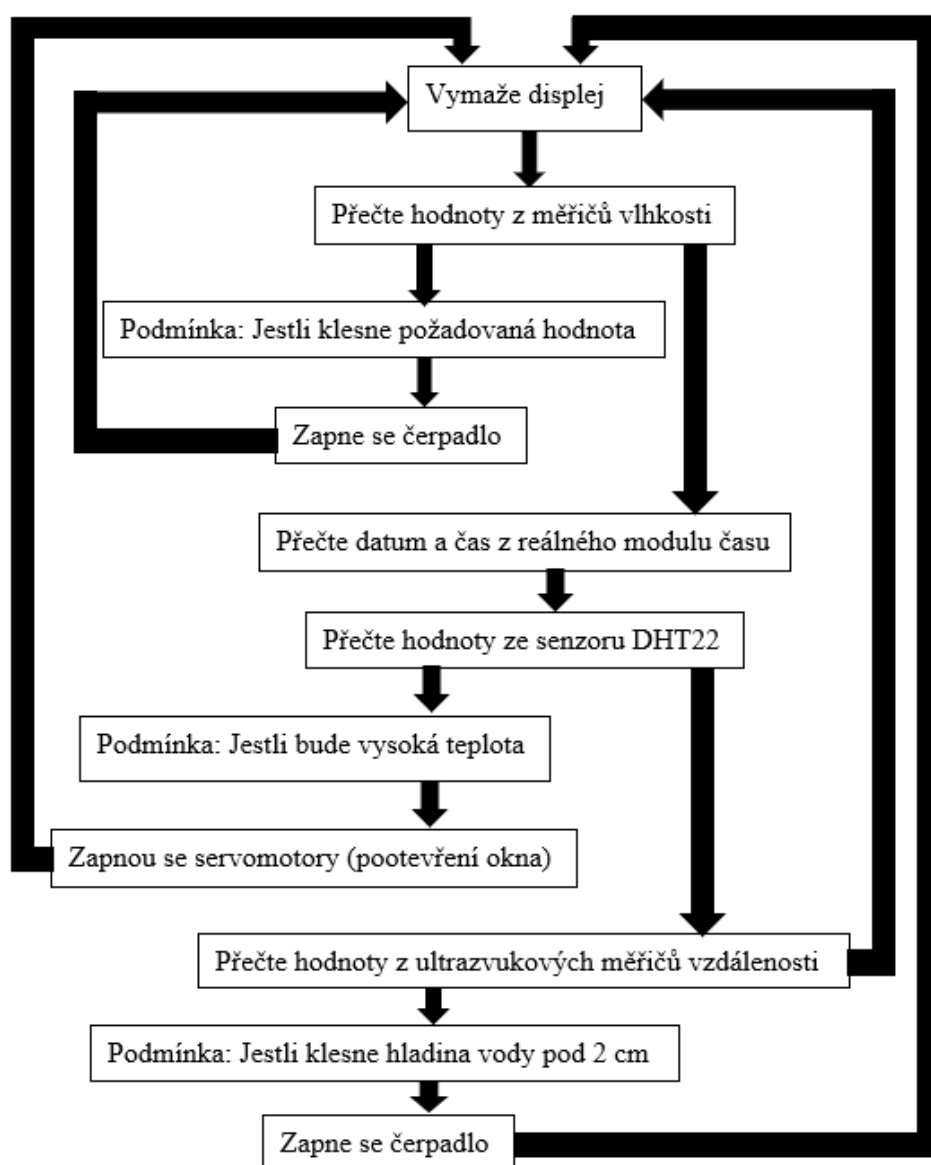 Vymaže displej
Přečte hodnoty z měřičů vlhkosti
Podmínka: Jestli klesne požadovaná hodnota
Zapne se čerpadlo
Přečte datum a čas z reálného modulu času
Přečte hodnoty ze senzoru DHT22
Podmínka: Jestli bude vysoká teplota
Zapnou se servomotory (pootevření okna)
Přečte hodnoty z ultrazvukových měřičů vzdálenosti
Podmínka: Jestli klesne hladina vody pod 2 cm
Zapne se čerpadlo